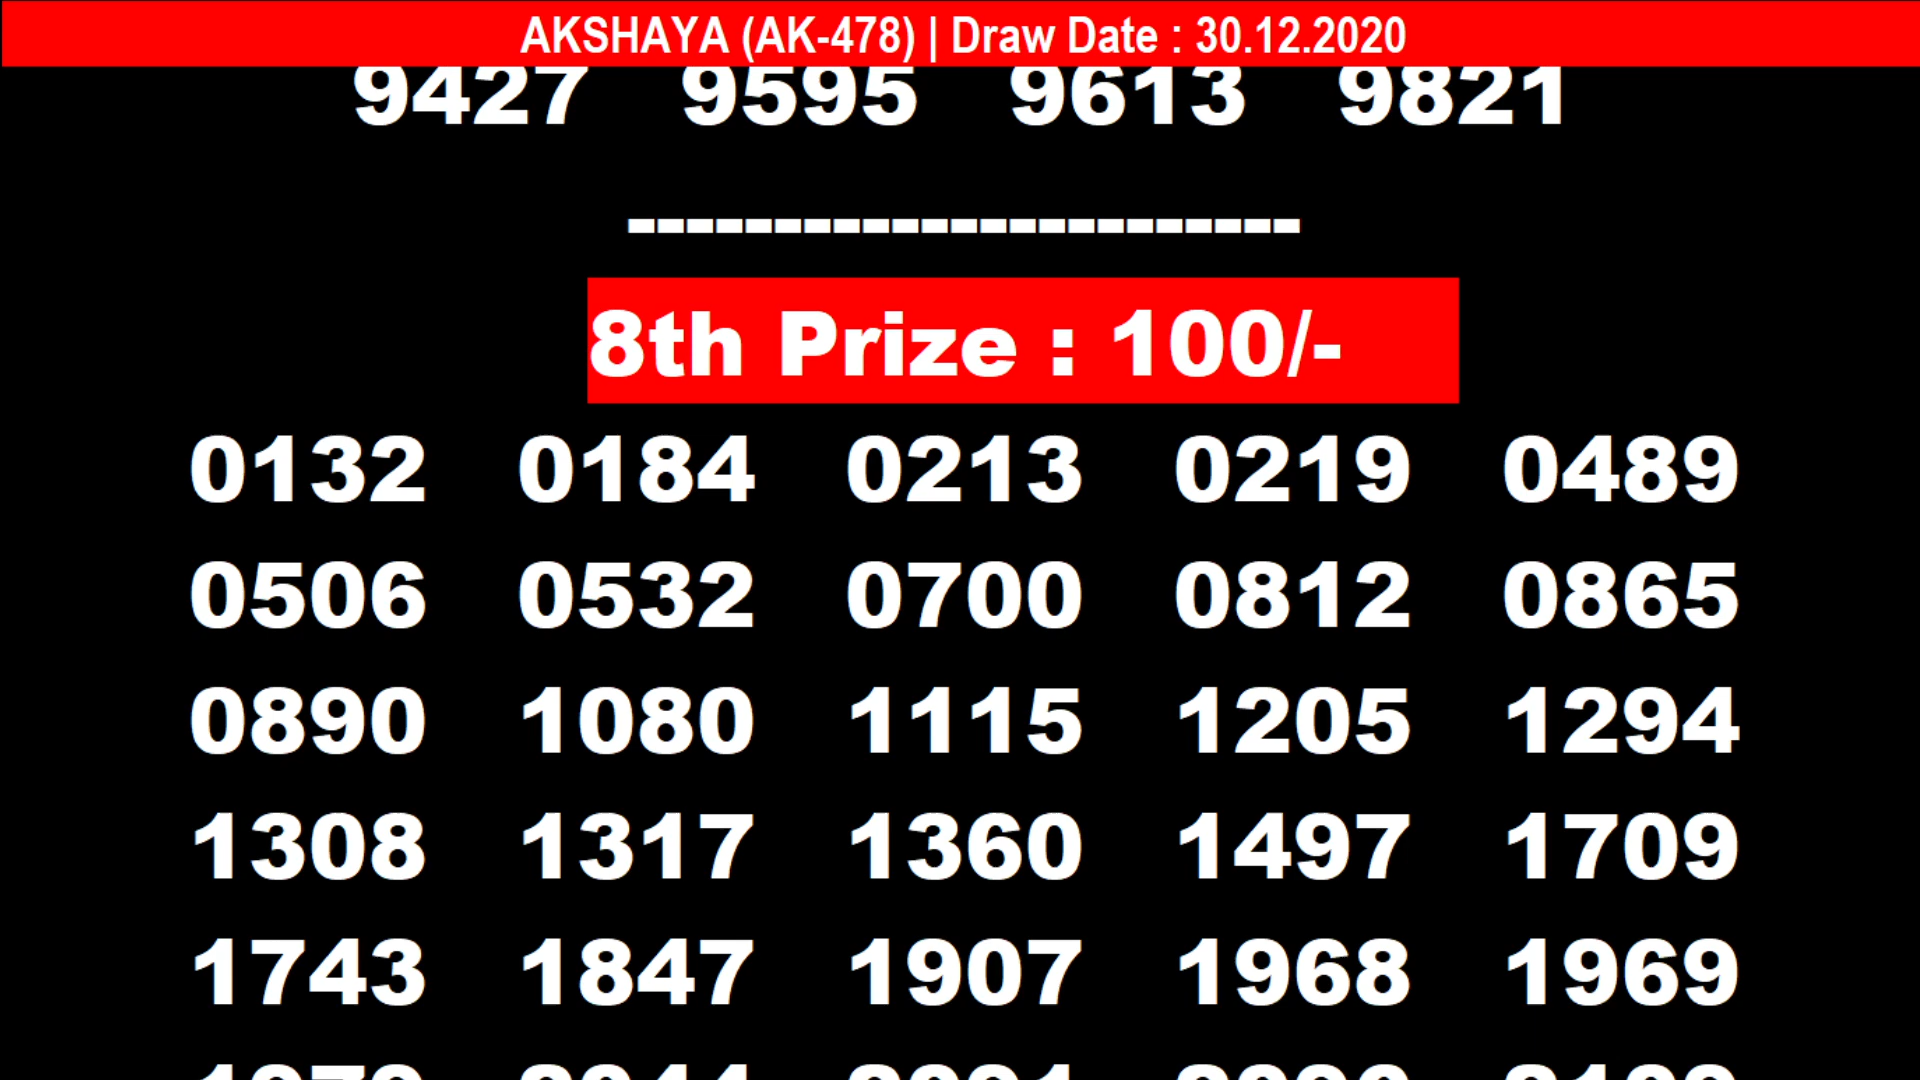 AKSHAYA (AK-478) | Draw Date : 30.12.2020
9427 9595 9613 9821
-----------------------
8th Prize : 100/-
0132 0184 0213 0219 0489
0506 0532 0700 0812 0865
0890 1080 1115 1205 1294
1308 1317 1360 1497 1709
1743 1847 1907 1968 1969